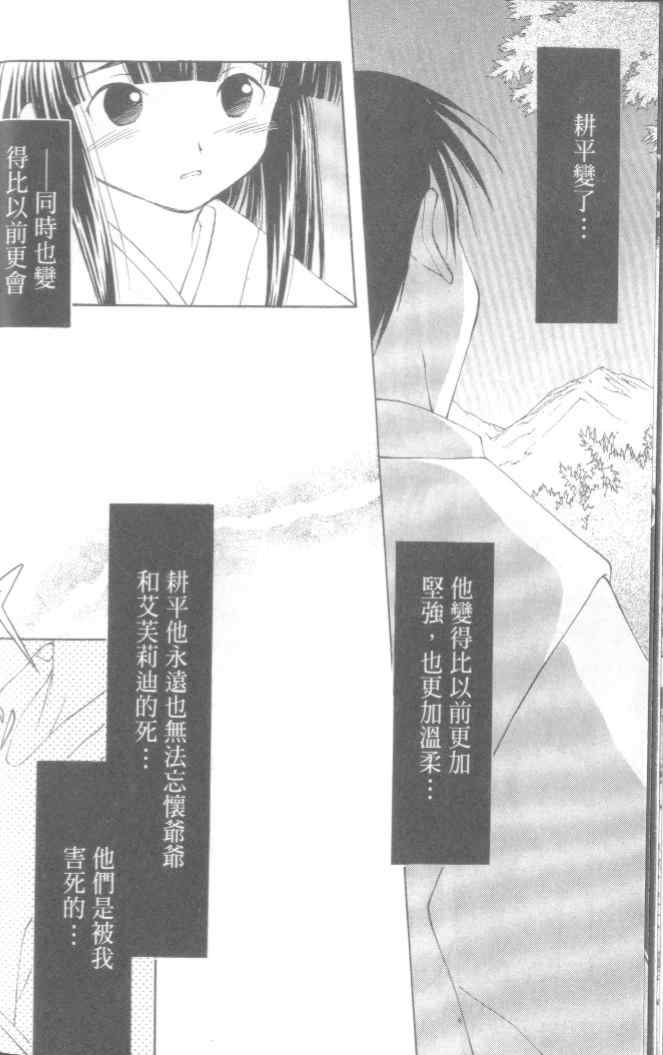 耕平變了…
他變得比以前更加
堅強，也更加溫柔…
——同時也變
得比以前更會
耕平他永遠也無法忘懷爺爺
和艾芙莉迪的死…
他們是被我
害死的…